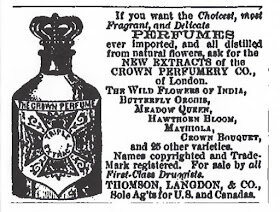 If you want the Choicest, most
Fragrant, and Delicate
PERFUMES
ever imported, and all distilled
from natural flowers, ask for the
NEW EXTRACTS of the
CROWN PERFUMERY CO.,
of London.
THE WILD FLOWERS OF INDIA,
BUTTERFLY ORCHIS,
MEADOW QUEEN,
HAWTHORN BLOOM,
MATHIOLA,
CROWN BOUQUET,
and 25 other varieties.
Names copyrighted and Trade-
Mark registered. For sale by all
First-Class Druggists.
THOMSON, LANGDON, & CO.,
Sole Ag'ts for U.S. and Canadas.
THE CROWN PERFUME
TRIPLE
EXTRACT